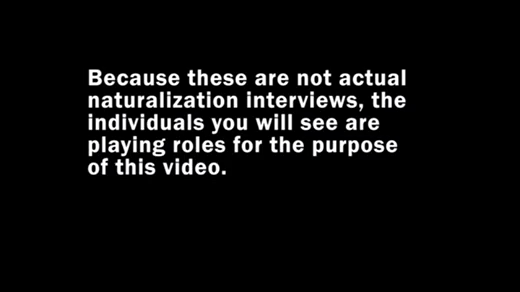 Because these are not actual
naturalization interviews, the
individuals you will see are
playing roles for the purpose
of this video.